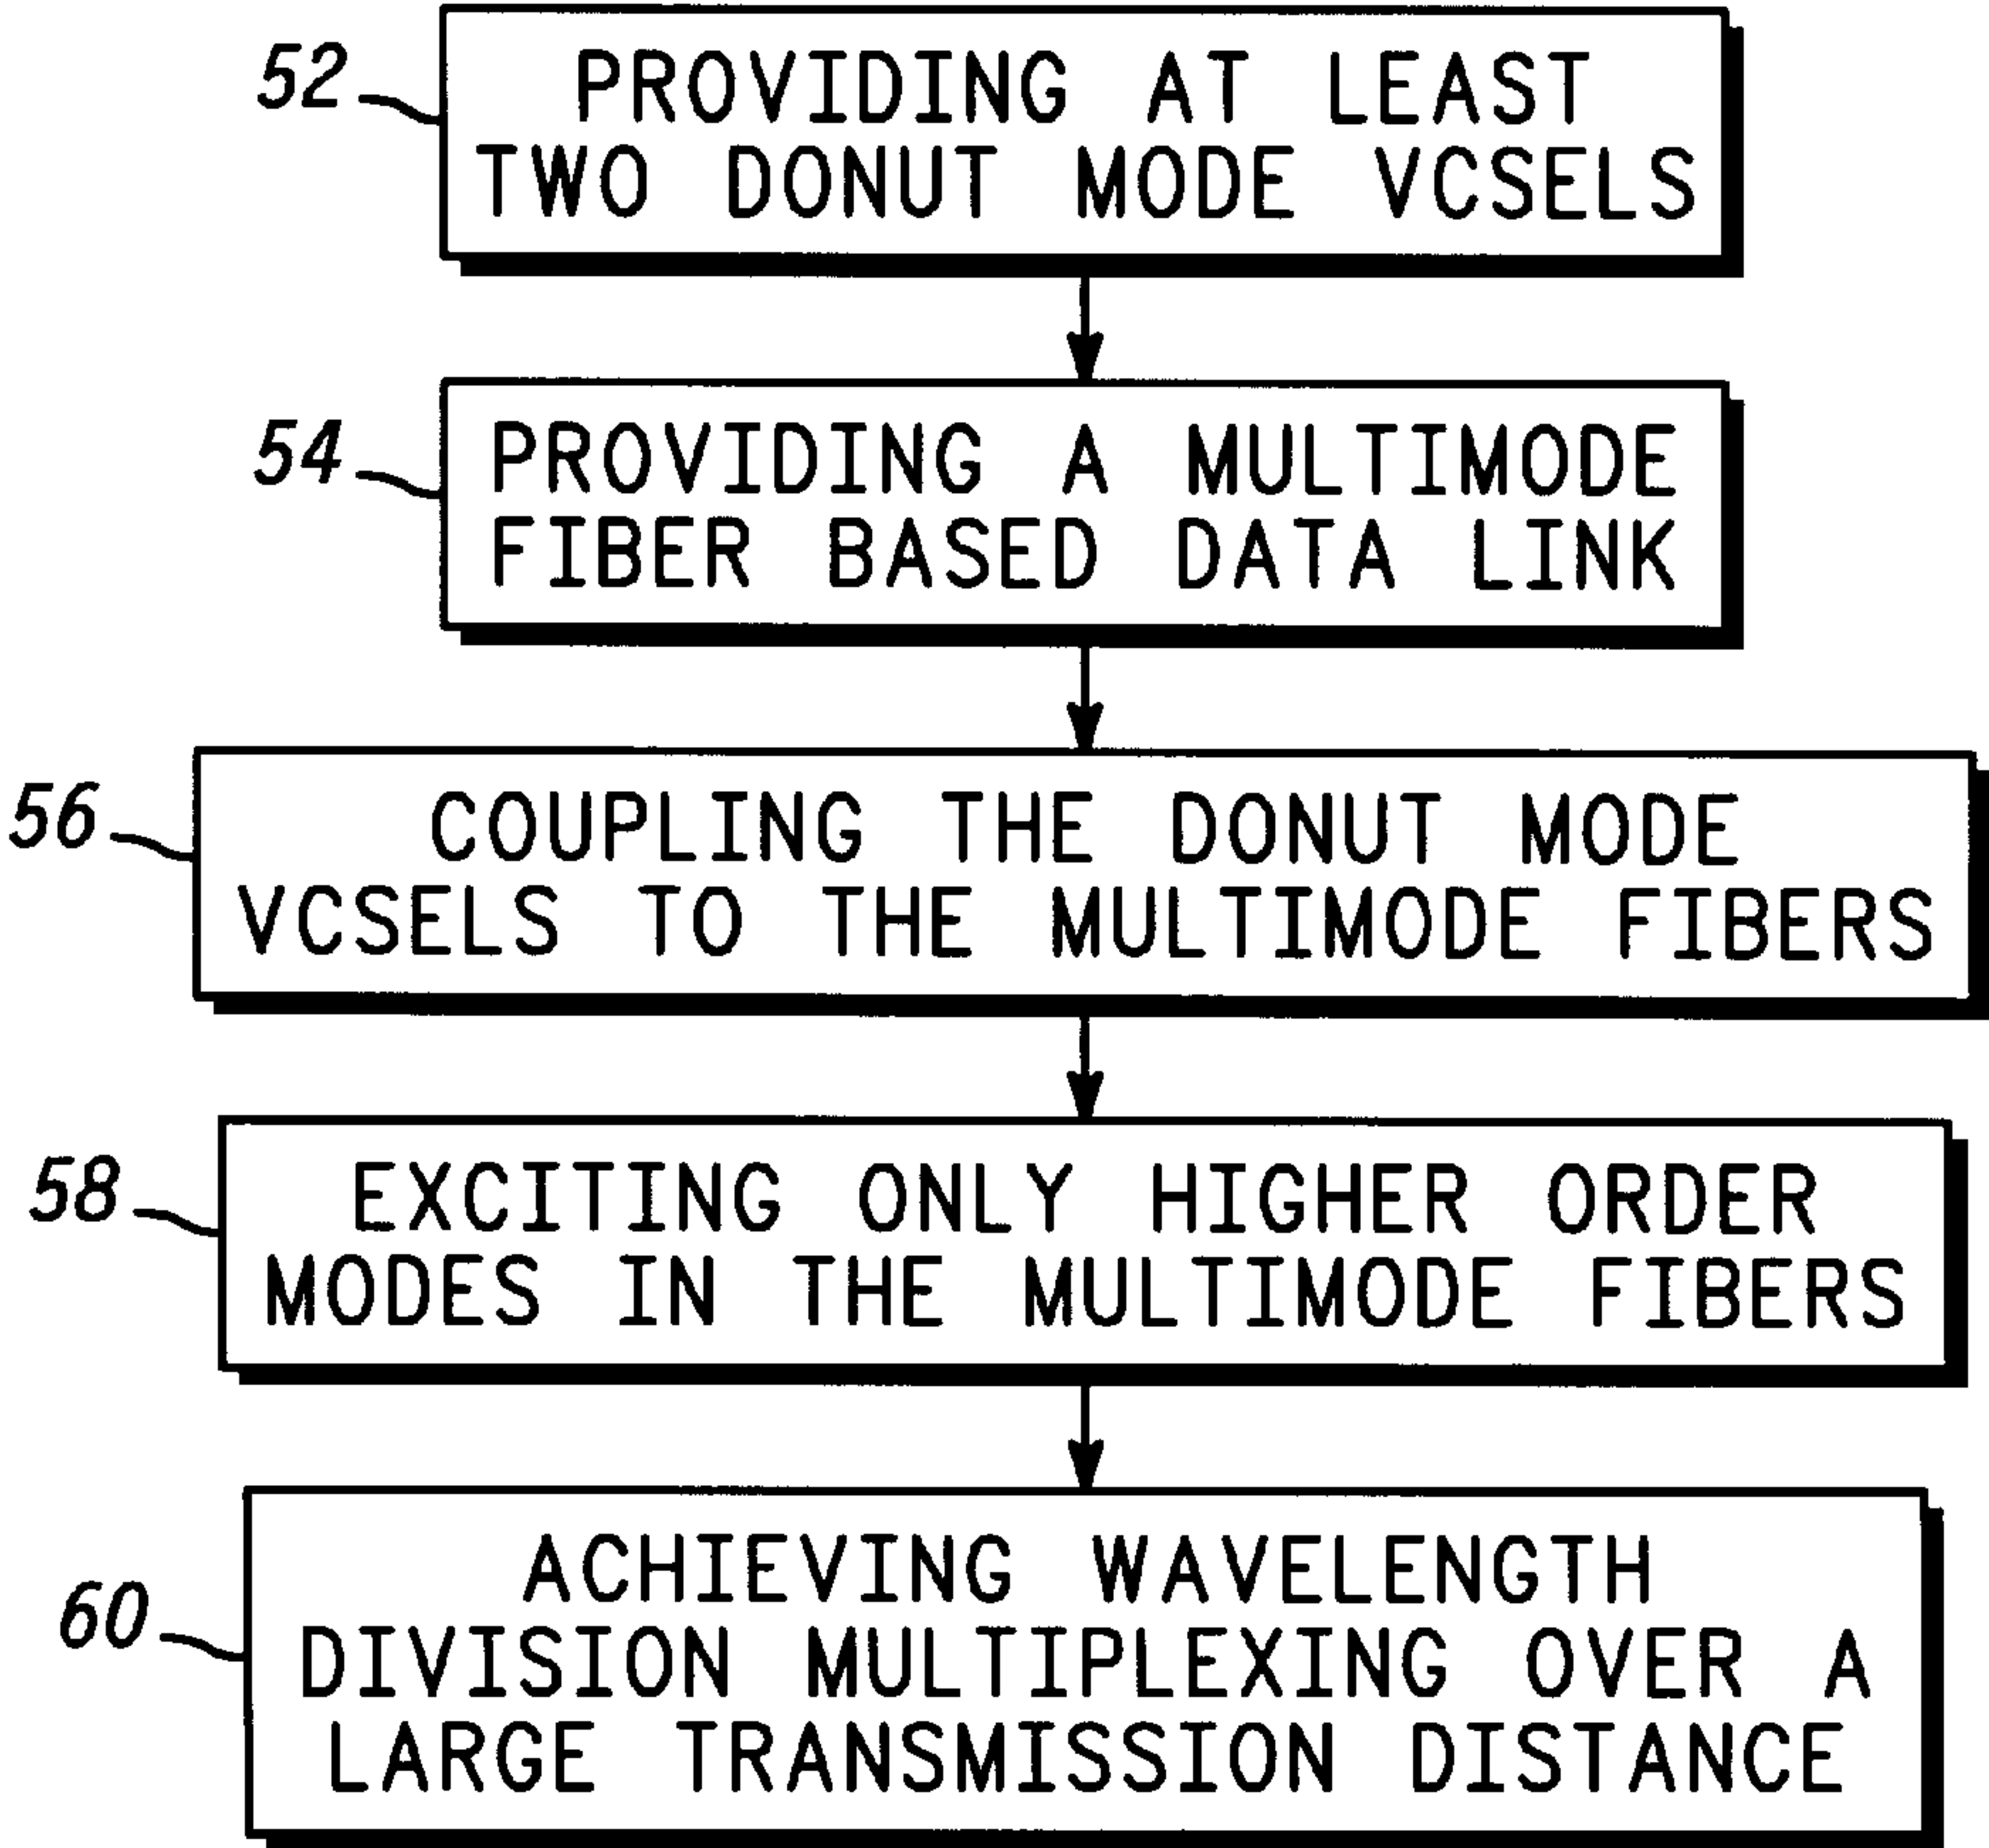 52
PROVIDING AT LEAST
TWO DONUT MODE VCSELS
54
PROVIDING A MULTIMODE
FIBER BASED DATA LINK
56
COUPLING THE DONUT MODE
VCSELS TO THE MULTIMODE FIBERS
58
EXCITING ONLY HIGHER ORDER
MODES IN THE MULTIMODE FIBERS
60
ACHIEVING WAVELENGTH
DIVISION MULTIPLEXING OVER A
LARGE TRANSMISSION DISTANCE